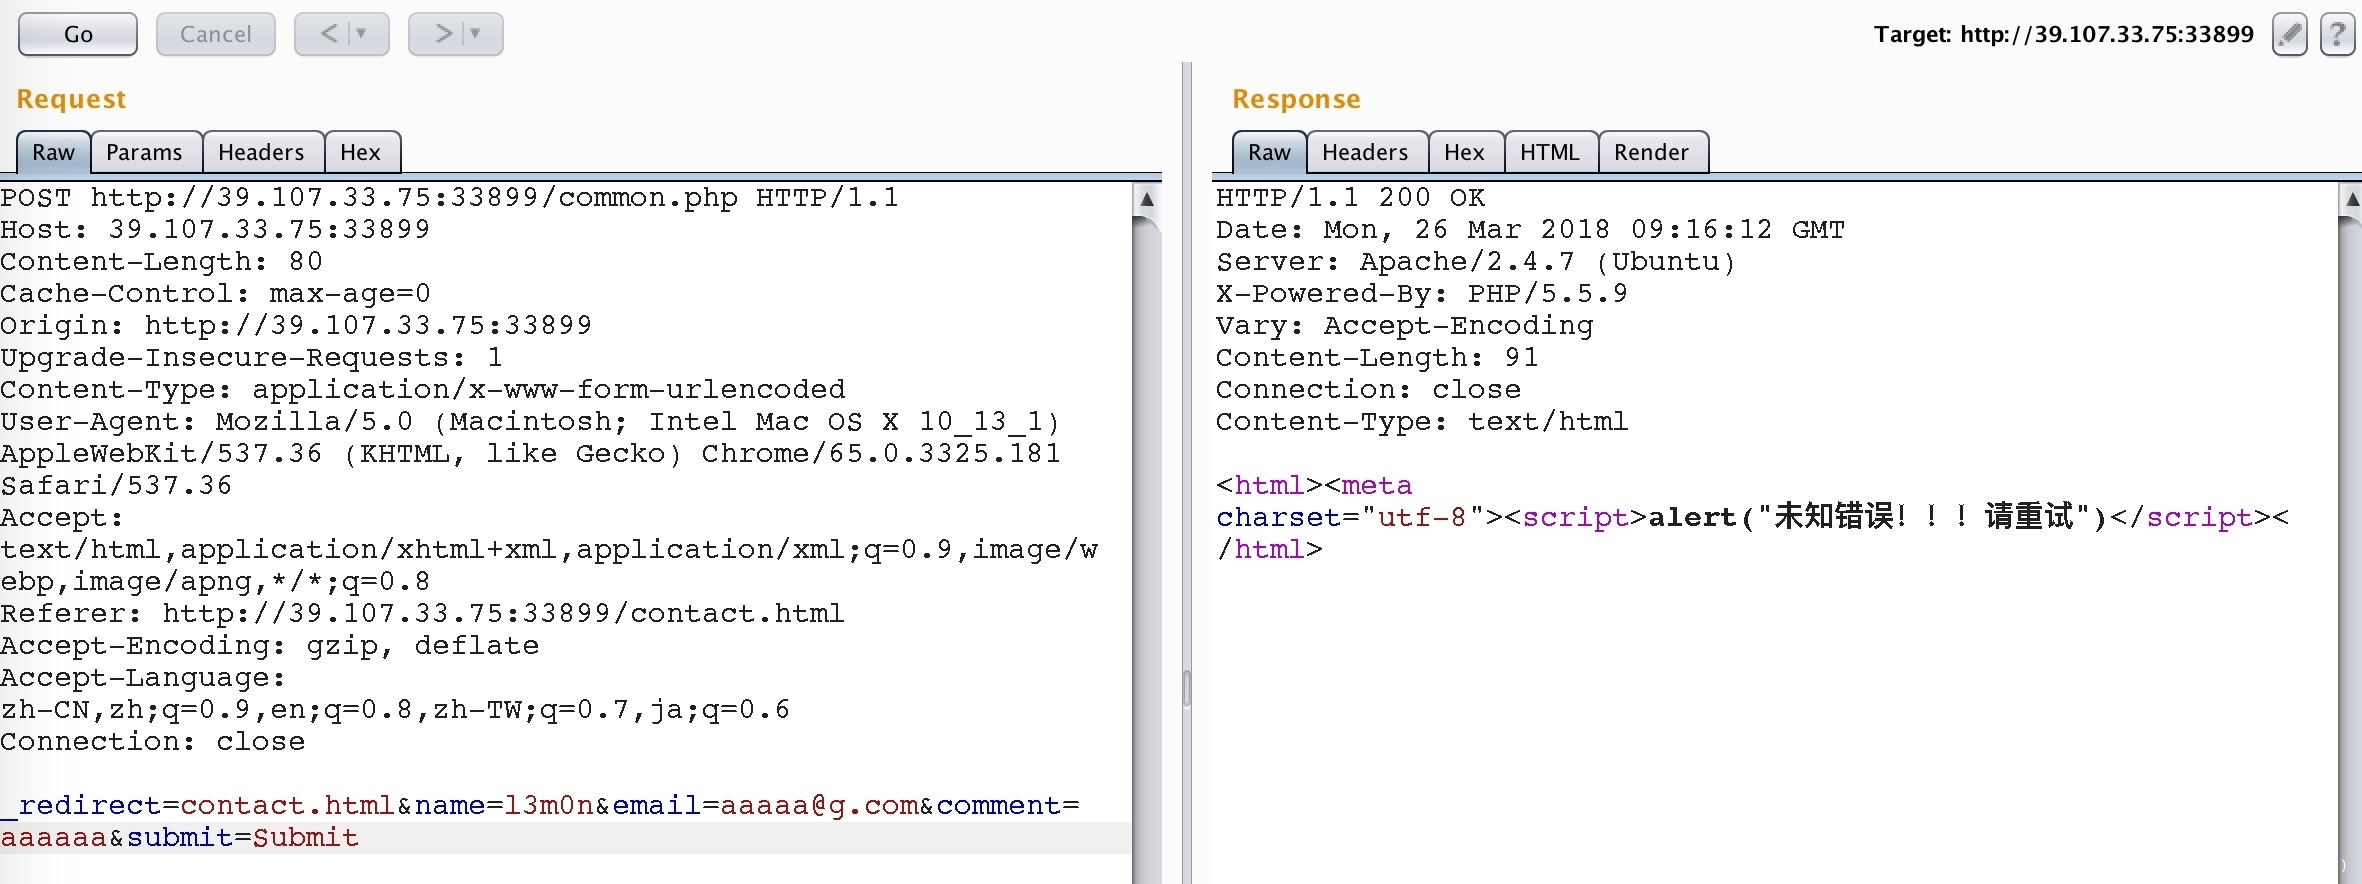 Go
Cancel
<
>
Target: http://39.107.33.75:33899
?
Request
Raw Params Headers Hex
POST http://39.107.33.75:33899/common.php HTTP/1.1
Host: 39.107.33.75:33899
Content-Length: 80
Cache-Control: max-age=0
Origin: http://39.107.33.75:33899
Upgrade-Insecure-Requests: 1
Content-Type: application/x-www-form-urlencoded
User-Agent: Mozilla/5.0 (Macintosh; Intel Mac OS X 10_13_1)
AppleWebKit/537.36 (KHTML, like Gecko) Chrome/65.0.3325.181
Safari/537.36
Accept:
text/html,application/xhtml+xml,application/xml;q=0.9,image/w
ebp,image/apng,*/*;q=0.8
Referer: http://39.107.33.75:33899/contact.html
Accept-Encoding: gzip, deflate
Accept-Language:
zh-CN,zh;q=0.9,en;q=0.8,zh-TW;q=0.7,ja;q=0.6
Connection: close
_redirect=contact.html&name=l3m0n&email=aaaaa@g.com&comment=
aaaaaa&submit=Submit
Response
Raw Headers Hex HTML Render
HTTP/1.1 200 OK
Date: Mon, 26 Mar 2018 09:16:12 GMT
Server: Apache/2.4.7 (Ubuntu)
X-Powered-By: PHP/5.5.9
Vary: Accept-Encoding
Content-Length: 91
Connection: close
Content-Type: text/html
<html><meta
charset="utf-8"><script>alert("未知错误！！！请重试")</script><
/html>